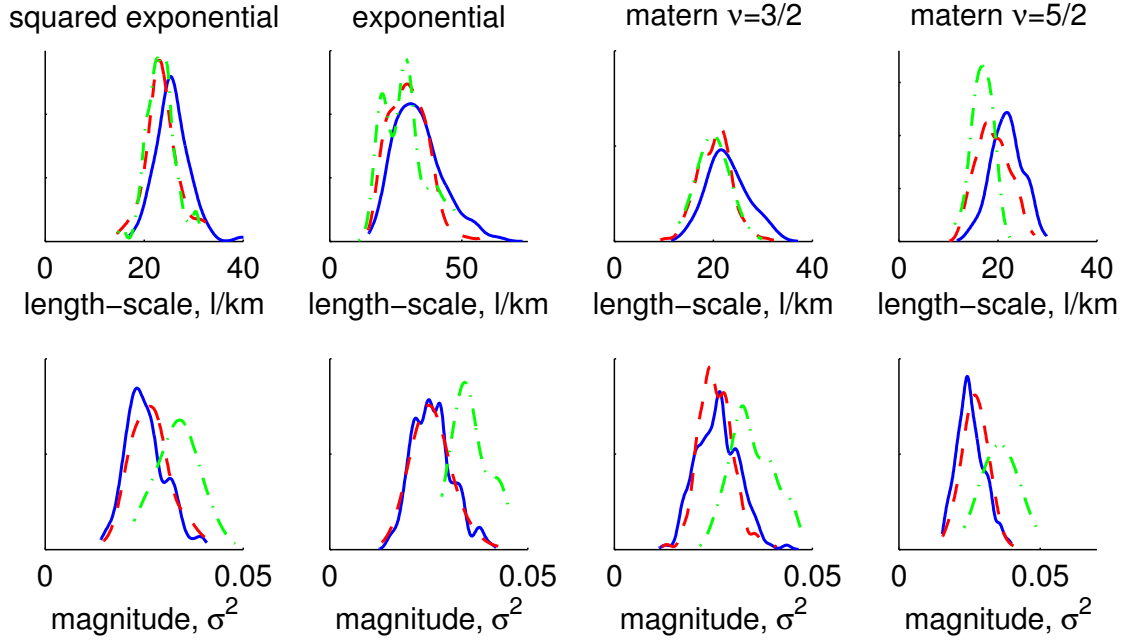 squared exponential
exponential
matern ν=3/2
matern ν=5/2
0 20 40
0 50
0 20 40
0 20 40
length−scale, l/km
length−scale, l/km
length−scale, l/km
length−scale, l/km
0 0.05
0 0.05
0 0.05
0 0.05
magnitude, σ²
magnitude, σ²
magnitude, σ²
magnitude, σ²